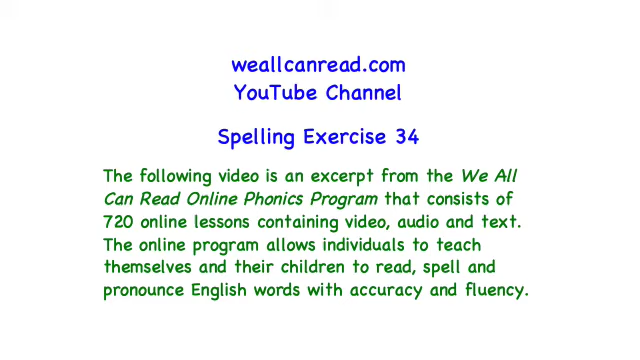 weallcanread.com
YouTube Channel
Spelling Exercise 34
The following video is an excerpt from the We All
Can Read Online Phonics Program that consists of
720 online lessons containing video, audio and text.
The online program allows individuals to teach
themselves and their children to read, spell and
pronounce English words with accuracy and fluency.